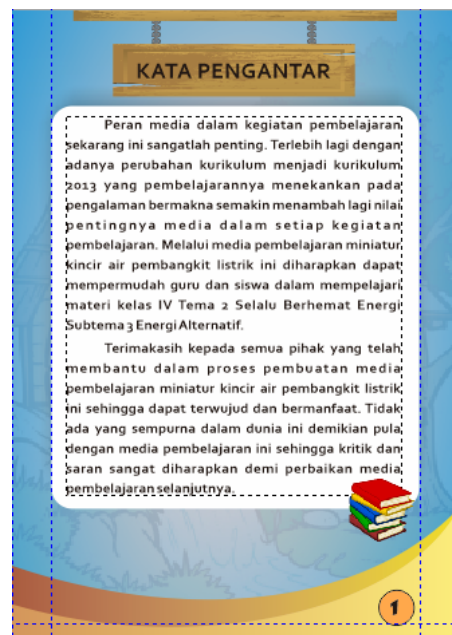 KATA PENGANTAR
Peran media dalam kegiatan pembelajaran
sekarang ini sangatlah penting. Terlebih lagi dengan
adanya perubahan kurikulum menjadi kurikulum
2013 yang pembelajarannya menekankan pada
pengalaman bermakna semakin menambah lagi nilai
pentingnya media dalam setiap kegiatan
pembelajaran. Melalui media pembelajaran miniatur
kincir air pembangkit listrik ini diharapkan dapat
mempermudah guru dan siswa dalam mempelajari
materi kelas IV Tema 2 Selalu Berhemat Energi
Subtema 3 Energi Alternatif.
Terimakasih kepada semua pihak yang telah
membantu dalam proses pembuatan media
pembelajaran miniatur kincir air pembangkit listrik
ini sehingga dapat terwujud dan bermanfaat. Tidak
ada yang sempurna dalam dunia ini demikian pula
dengan media pembelajaran ini sehingga kritik dan
saran sangat diharapkan demi perbaikan media
pembelajaran selanjutnya.
1